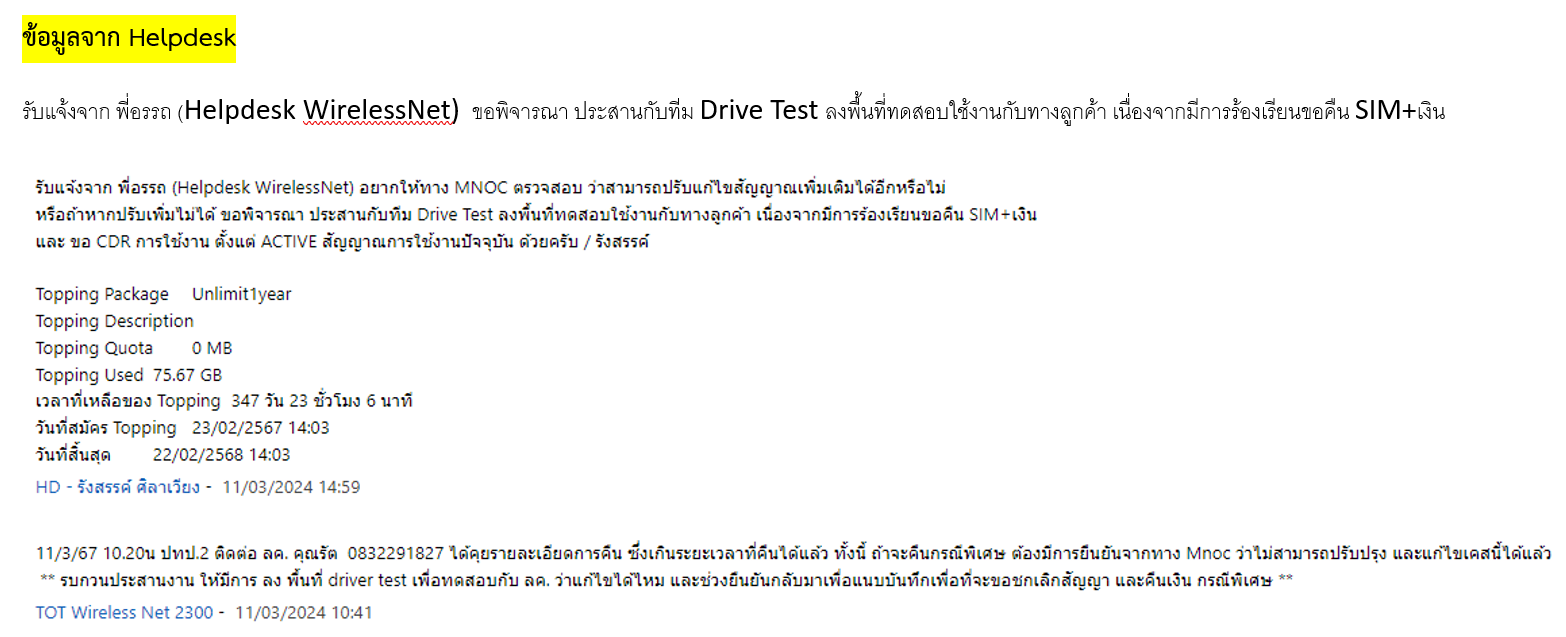 ข้อมูลจาก Helpdesk
รับแจ้งจาก พี่อรรถ (Helpdesk WirelessNet) ขอพิจารณา ประสานกับทีม Drive Test ลงพื้นที่ทดสอบใช้งานกับทางลูกค้า เนื่องจากมีการร้องเรียนขอคืน SIM+เงิน
รับแจ้งจาก พี่อรรถ (Helpdesk WirelessNet) อยากให้ทาง MNOC ตรวจสอบ ว่าสามารถปรับแก้ไขสัญญาณเพิ่มเติมได้อีกหรือไม่
หรือถ้าหากปรับเพิ่มไม่ได้ ขอพิจารณา ประสานกับทีม Drive Test ลงพื้นที่ทดสอบใช้งานกับทางลูกค้า เนื่องจากมีการร้องเรียนขอคืน SIM+เงิน
และ ขอ CDR การใช้งาน ตั้งแต่ ACTIVE สัญญาณการใช้งานปัจจุบัน ด้วยครับ / รังสรรค์
Topping Package Unlimit1year
Topping Description
Topping Quota 0 MB
Topping Used 75.67 GB
เวลาที่เหลือของ Topping 347 วัน 23 ชั่วโมง 6 นาที
วันที่สมัคร Topping 23/02/2567 14:03
วันที่สิ้นสุด 22/02/2568 14:03
HD - รังสรรค์ ศิลาเวียง - 11/03/2024 14:59
11/3/67 10.20น ปทป.2 ติดต่อ ลค. คุณรัต 0832291827 ได้คุยรายละเอียดการคืน ซึ่งเกินระยะเวลาที่คืนได้แล้ว ทั้งนี้ ถ้าจะคืนกรณีพิเศษ ต้องมีการยืนยันจากทาง Mnoc ว่าไม่สามารถปรับปรุง และแก้ไขเคสนี้ได้แล้ว
** รบกวนประสานงาน ให้มีการ ลง พื้นที่ driver test เพื่อทดสอบกับ ลค. ว่าแก้ไขได้ไหม และช่วงยืนยันกลับมาเพื่อแนบบันทึกเพื่อที่จะขอยกเลิกสัญญา และคืนเงิน กรณีพิเศษ **
TOT Wireless Net 2300 - 11/03/2024 10:41